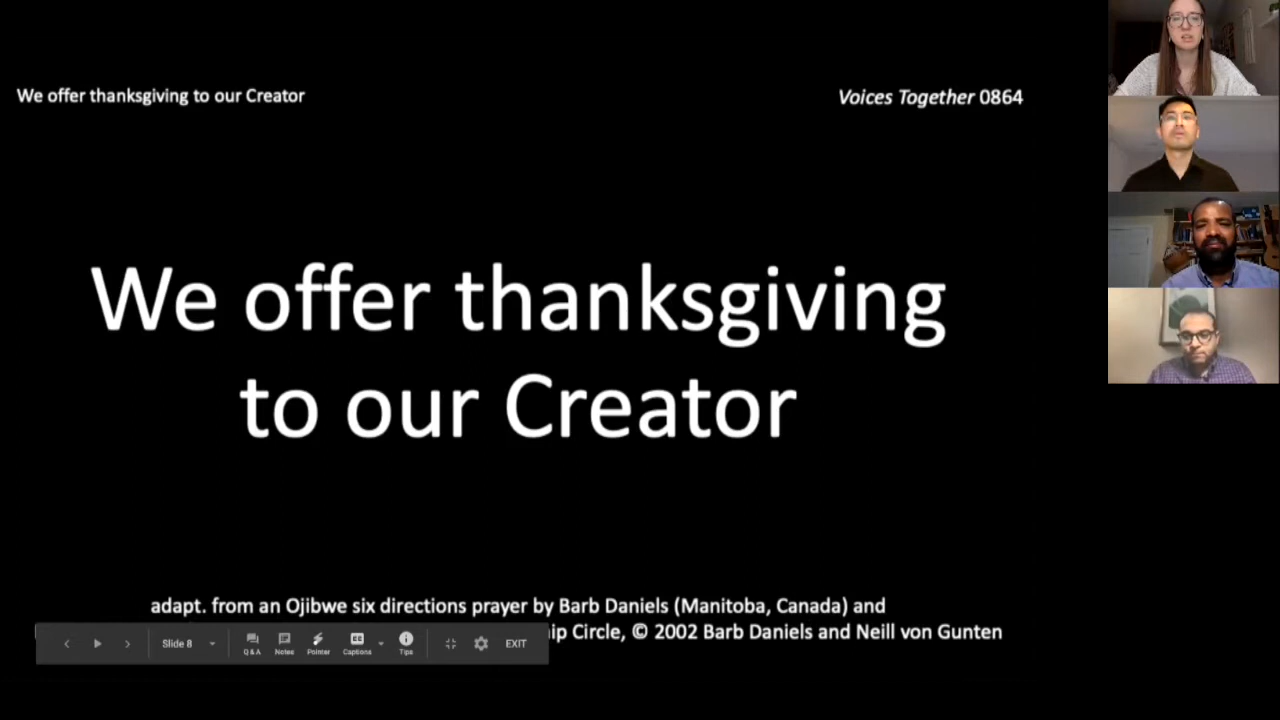 We offer thanksgiving to our Creator
Voices Together 0864
We offer thanksgiving
to our Creator
adapt. from an Ojibwe six directions prayer by Barb Daniels (Manitoba, Canada) and
Circle, © 2002 Barb Daniels and Neill von Gunten
Slide 8
Q & A
Notes
Pointer
Captions
Tips
EXIT